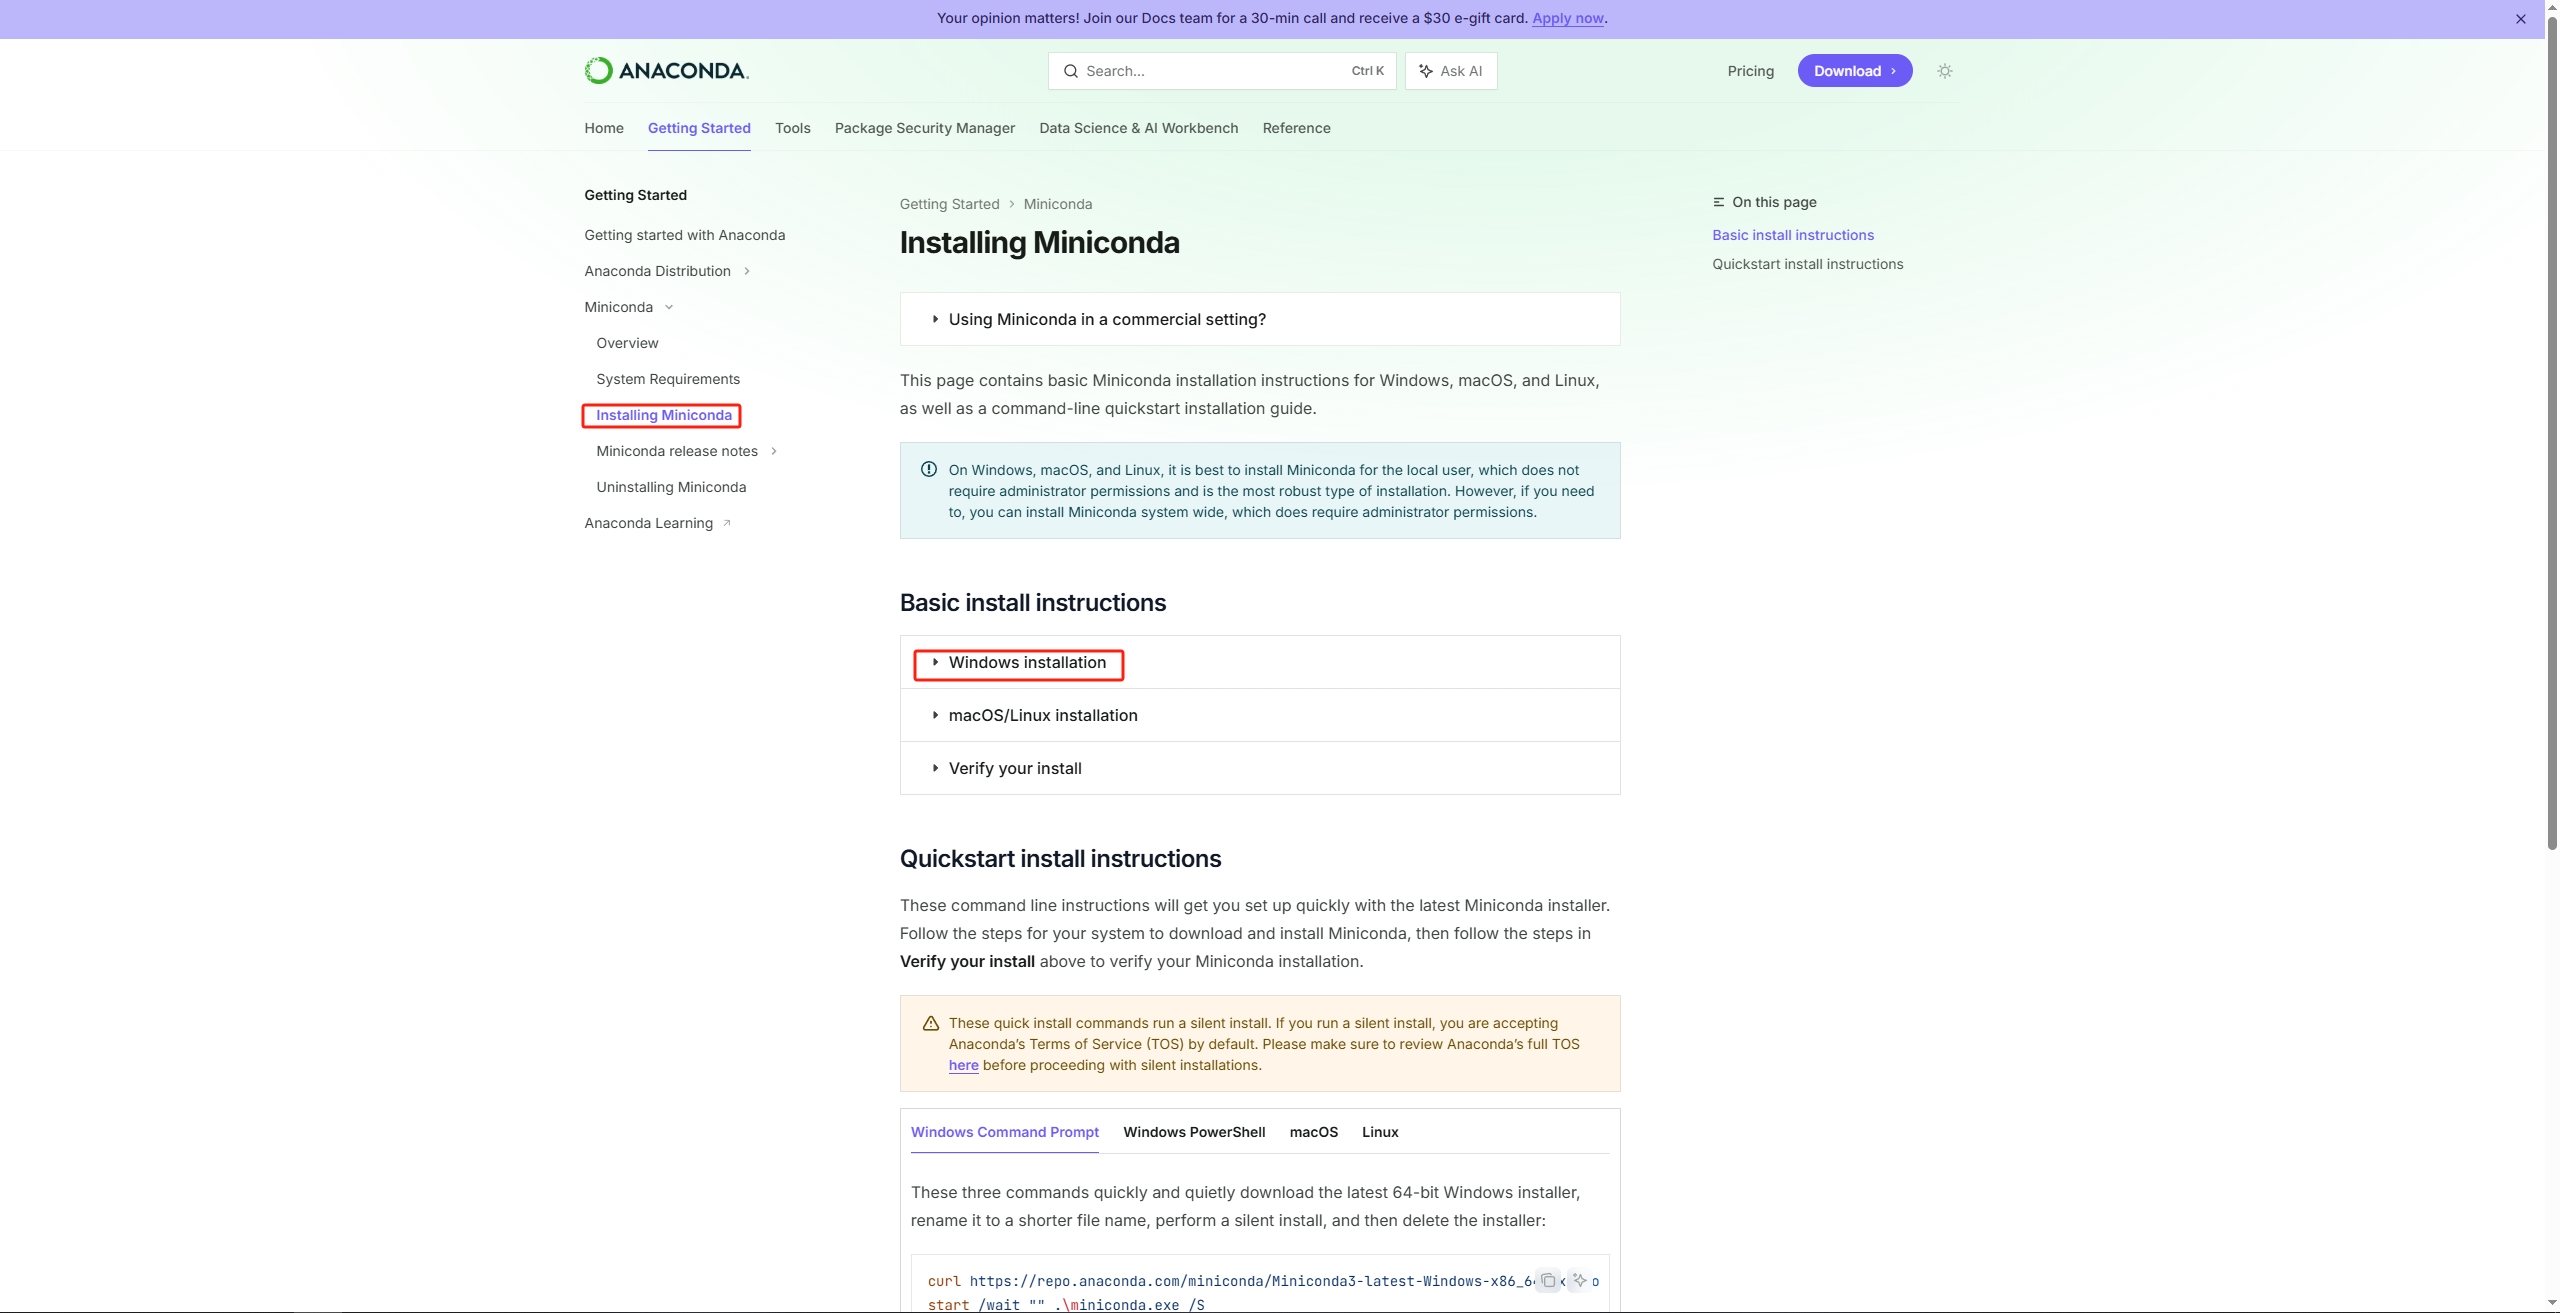 Your opinion matters! Join our Docs team for a 30-min call and receive a $30 e-gift card. Apply now.
ANACONDA.
Search...
Ctrl K
Ask AI
Pricing
Download
Home
Getting Started
Tools
Package Security Manager
Data Science & AI Workbench
Reference
Getting Started
Getting started with Anaconda
Anaconda Distribution
Miniconda
Overview
System Requirements
Installing Miniconda
Miniconda release notes
Uninstalling Miniconda
Anaconda Learning
Getting Started > Miniconda
Installing Miniconda
Using Miniconda in a commercial setting?
This page contains basic Miniconda installation instructions for Windows, macOS, and Linux,
as well as a command-line quickstart installation guide.
On Windows, macOS, and Linux, it is best to install Miniconda for the local user, which does not
require administrator permissions and is the most robust type of installation. However, if you need
to, you can install Miniconda system wide, which does require administrator permissions.
Basic install instructions
Windows installation
macOS/Linux installation
Verify your install
Quickstart install instructions
These command line instructions will get you set up quickly with the latest Miniconda installer.
Follow the steps for your system to download and install Miniconda, then follow the steps in
Verify your install above to verify your Miniconda installation.
These quick install commands run a silent install. If you run a silent install, you are accepting
Anaconda's Terms of Service (TOS) by default. Please make sure to review Anaconda's full TOS
here before proceeding with silent installations.
Windows Command Prompt
Windows PowerShell
macOS
Linux
These three commands quickly and quietly download the latest 64-bit Windows installer,
rename it to a shorter file name, perform a silent install, and then delete the installer:
curl https://repo.anaconda.com/miniconda/Miniconda3-latest-Windows-x86_6
start /wait "" .\miniconda.exe /S
On this page
Basic install instructions
Quickstart install instructions